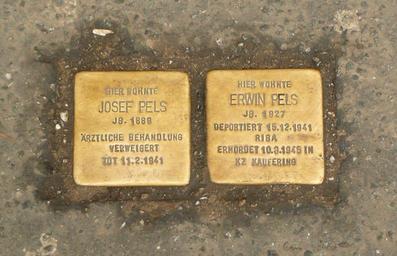 HIER WOHNTE
JOSEF PELS
JG. 1889
ÄRZTLICHE BEHANDLUNG
VERWEIGERT
TOT 11.2.1941
HIER WOHNTE
ERWIN PELS
JG. 1927
DEPORTIERT 15.12.1941
RIGA
ERMORDET 10.3.1945 IN
KZ KAUFERING